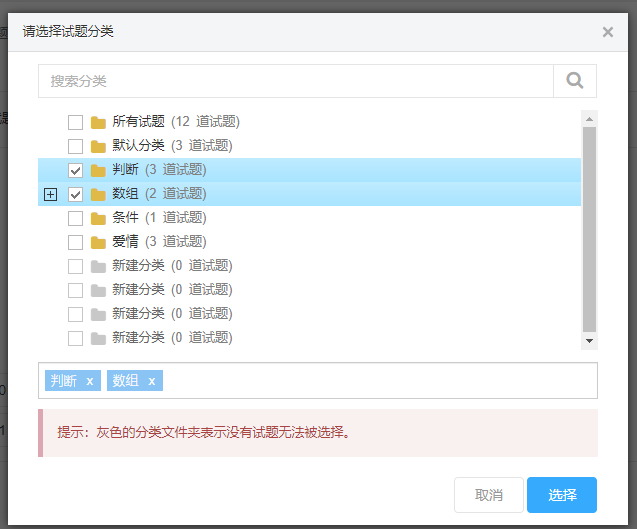 请选择试题分类 ×
搜索分类
所有试题 (12 道试题)
默认分类 (3 道试题)
判断 (3 道试题)
数组 (2 道试题)
条件 (1 道试题)
爱情 (3 道试题)
新建分类 (0 道试题)
新建分类 (0 道试题)
新建分类 (0 道试题)
新建分类 (0 道试题)
判断 x 数组 x
提示：灰色的分类文件夹表示没有试题无法被选择。
取消 选择